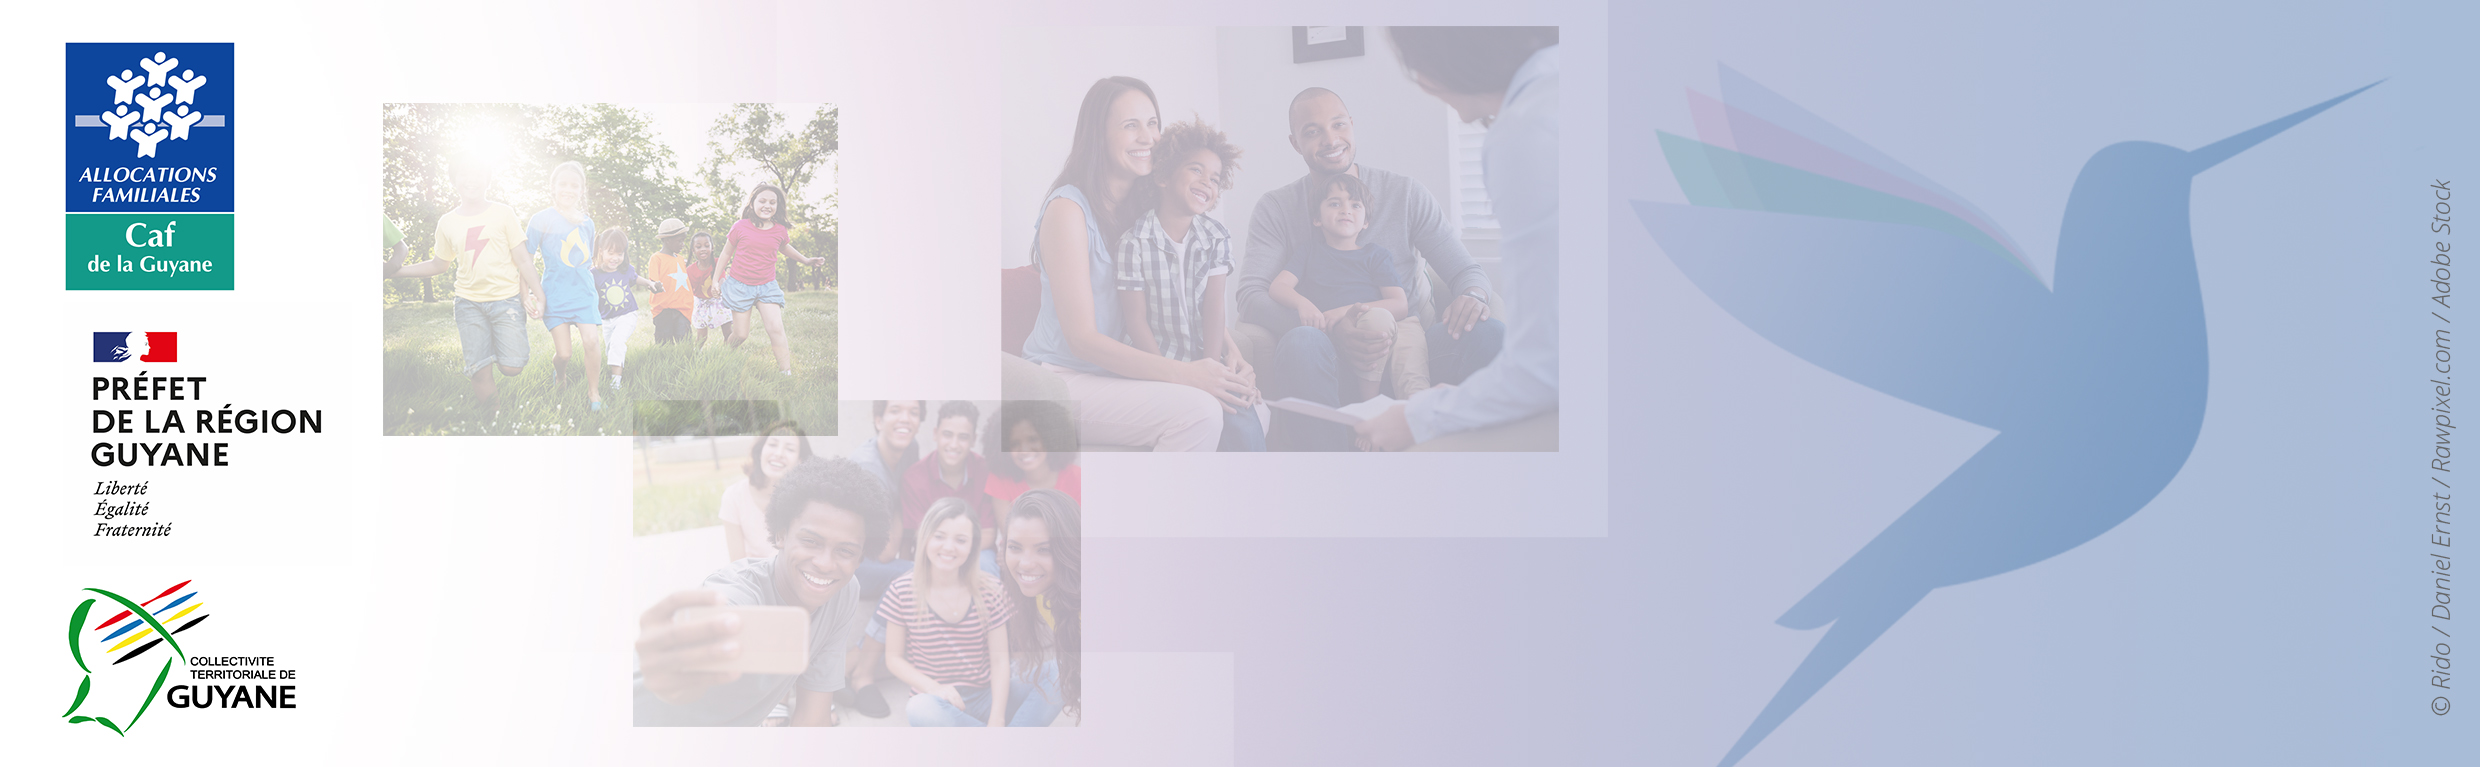 ALLOCATIONS
FAMILIALES
Caf
de la Guyane
PRÉFET
DE LA RÉGION
GUYANE
Liberté
Égalité
Fraternité
COLLECTIVITE
TERRITORIALE DE
GUYANE
© Rido / Daniel Ernst / Rawpixel.com / Adobe Stock